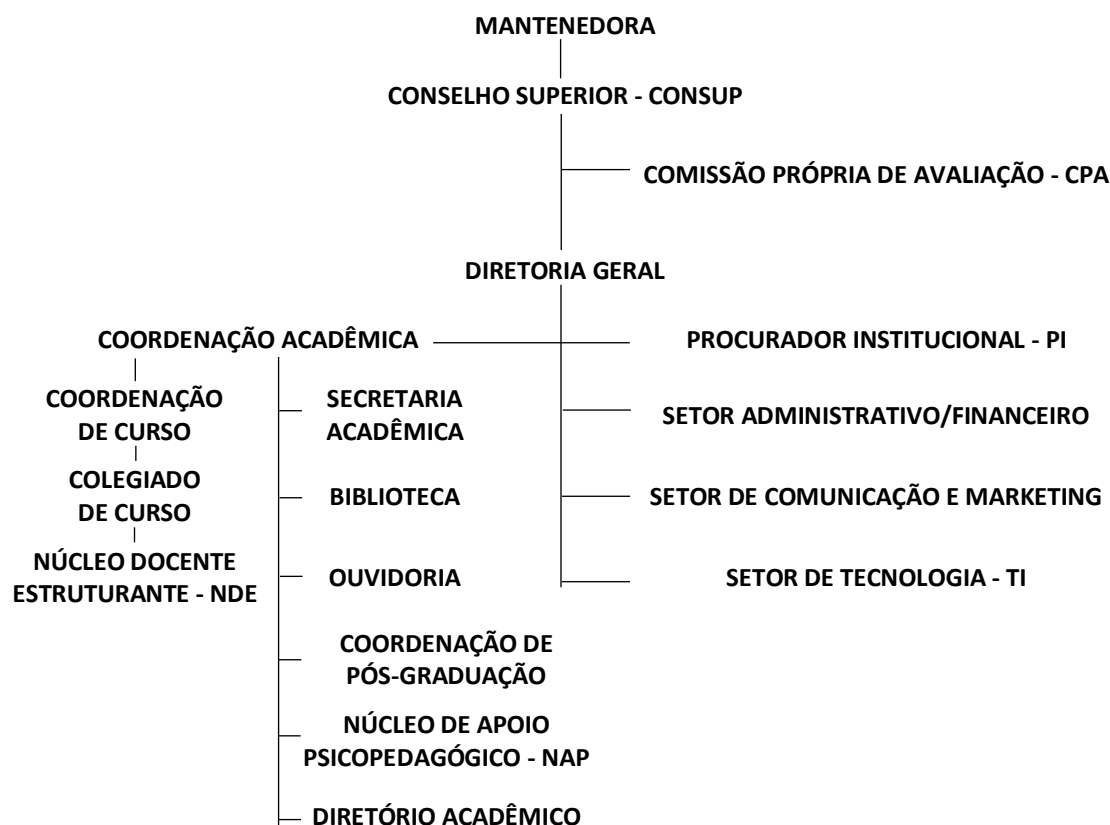 MANTENEDORA
CONSELHO SUPERIOR - CONSUP
COMISSÃO PRÓPRIA DE AVALIAÇÃO - CPA
DIRETORIA GERAL
COORDENAÇÃO ACADÊMICA
PROCURADOR INSTITUCIONAL - PI
COORDENAÇÃO
DE CURSO
SECRETARIA
ACADÊMICA
SETOR ADMINISTRATIVO/FINANCEIRO
COLEGIADO
DE CURSO
BIBLIOTECA
SETOR DE COMUNICAÇÃO E MARKETING
NÚCLEO DOCENTE
ESTRUTURANTE - NDE
OUVIDORIA
SETOR DE TECNOLOGIA - TI
COORDENAÇÃO DE
PÓS-GRADUAÇÃO
NÚCLEO DE APOIO
PSICOPEDAGÓGICO - NAP
DIRETÓRIO ACADÊMICO